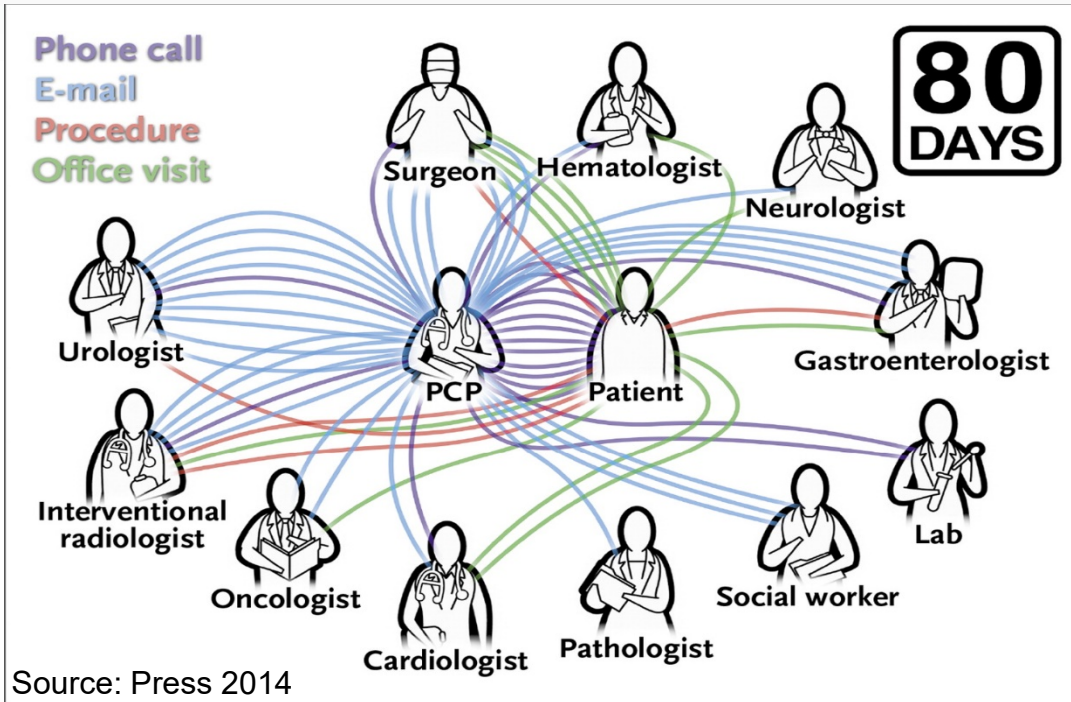 Phone call
E-mail
Procedure
Office visit
80
DAYS
Surgeon
Hematologist
Neurologist
Urologist
PCP
Patient
Gastroenterologist
Interventional
radiologist
Lab
Oncologist
Social worker
Cardiologist
Pathologist
Source: Press 2014